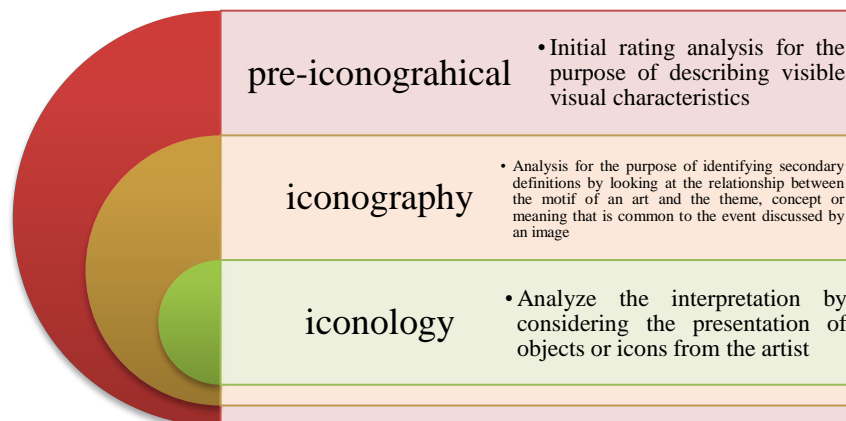 pre-iconograhical
• Initial rating analysis for the
purpose of describing visible
visual characteristics
iconography
• Analysis for the purpose of identifying secondary
definitions by looking at the relationship between
the motif of an art and the theme, concept or
meaning that is common to the event discussed by
an image
iconology
• Analyze the interpretation by
considering the presentation of
objects or icons from the artist